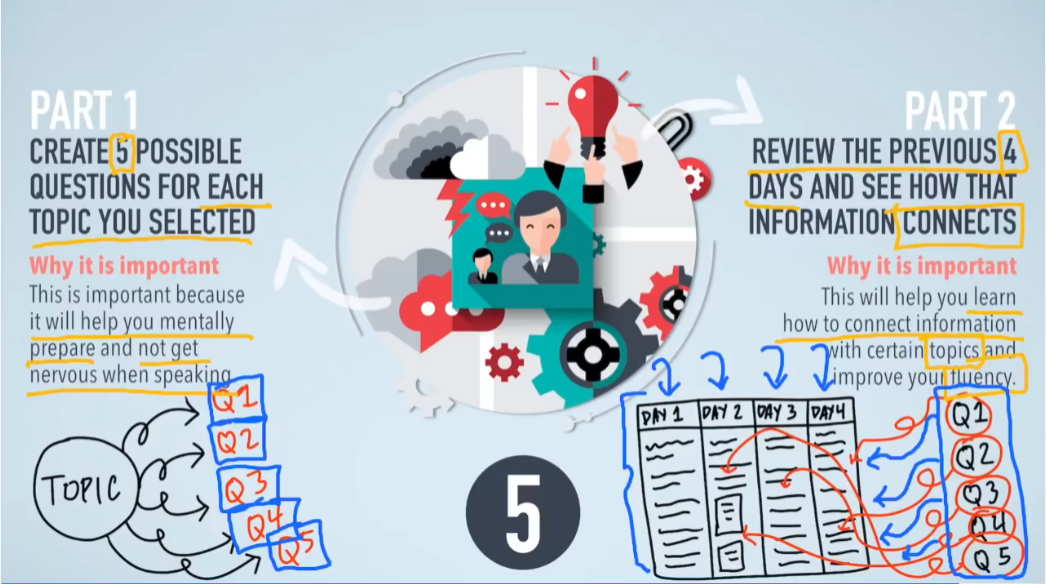 PART 1
CREATE 5 POSSIBLE
QUESTIONS FOR EACH
TOPIC YOU SELECTED
Why it is important
This is important because
it will help you mentally
prepare and not get
nervous when speaking
TOPIC
Q1
Q2
Q3
Q4
Q5
5
PART 2
REVIEW THE PREVIOUS 4
DAYS AND SEE HOW THAT
INFORMATION CONNECTS
Why it is important
This will help you learn
how to connect information
with certain topics and
improve your fluency.
DAY 1 DAY 2 DAY 3 DAY4
Q1
Q2
Q3
Q4
Q5